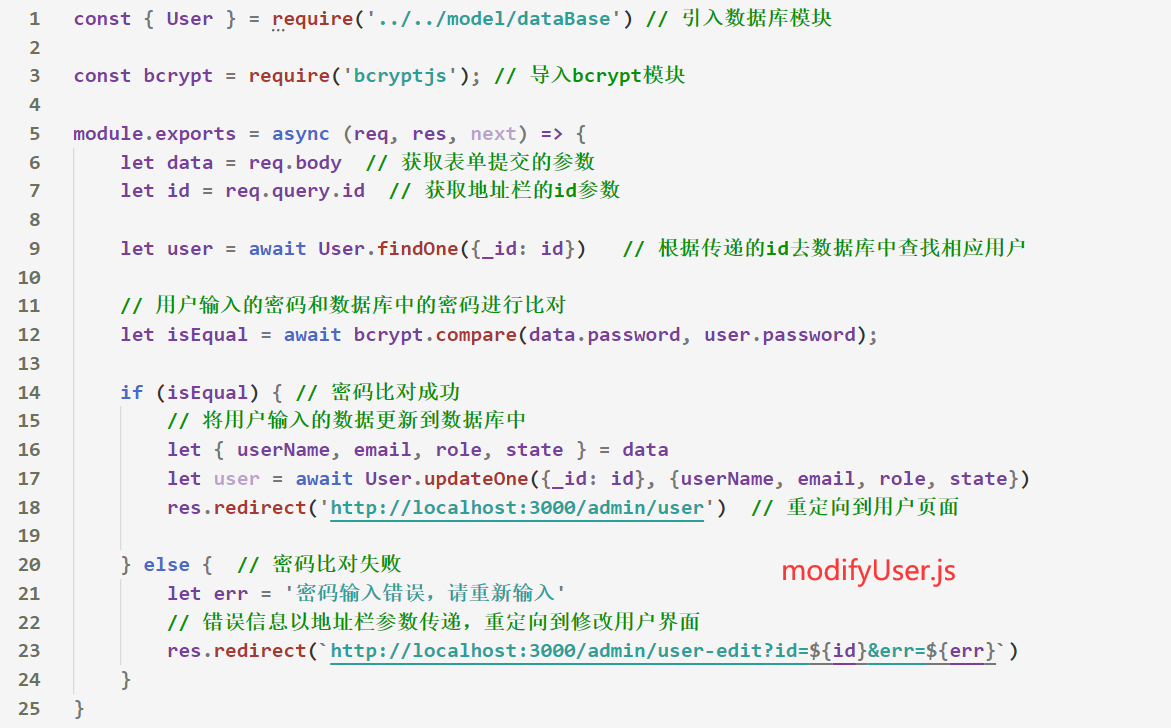 1 const { User } = require('../../model/dataBase') // 引入数据库模块
2
3 const bcrypt = require('bcryptjs'); // 导入bcrypt模块
4
5 module.exports = async (req, res, next) => {
6     let data = req.body  // 获取表单提交的参数
7     let id = req.query.id  // 获取地址栏的id参数
8
9     let user = await User.findOne({_id: id})   // 根据传递的id去数据库中查找相应用户
10
11     // 用户输入的密码和数据库中的密码进行比对
12     let isEqual = await bcrypt.compare(data.password, user.password);
13
14     if (isEqual) { // 密码比对成功
15         // 将用户输入的数据更新到数据库中
16         let { userName, email, role, state } = data
17         let user = await User.updateOne({_id: id}, {userName, email, role, state})
18         res.redirect('http://localhost:3000/admin/user')  // 重定向到用户页面
19
20     } else {  // 密码比对失败
21         let err = '密码输入错误，请重新输入'
22         // 错误信息以地址栏参数传递，重定向到修改用户界面
23         res.redirect(`http://localhost:3000/admin/user-edit?id=${id}&err=${err}`)
24     }
25 }
modifyUser.js